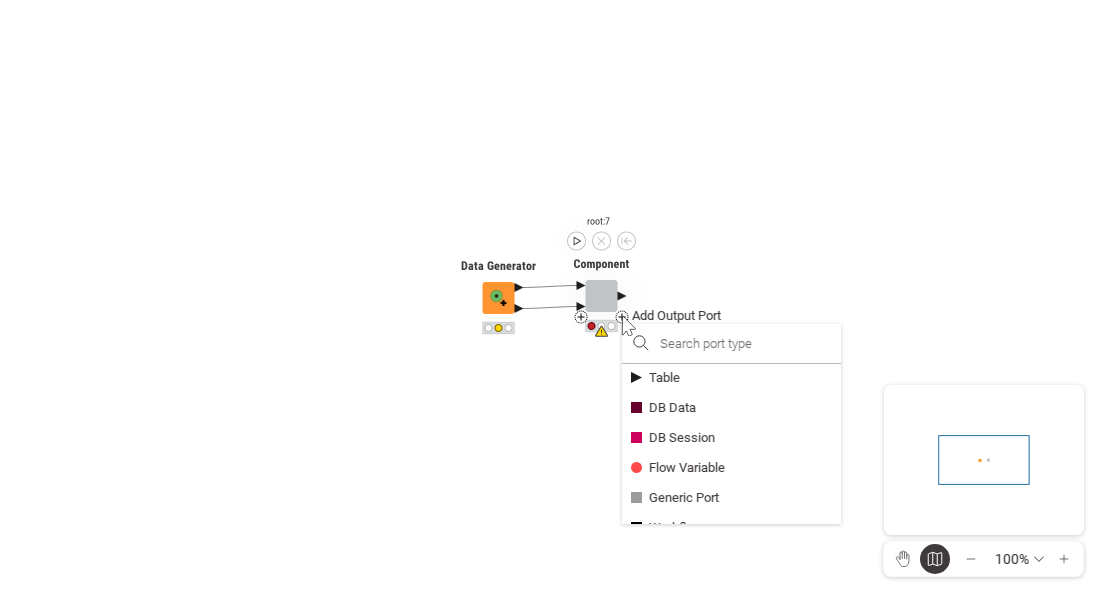 root:7
Data Generator
Component
Add Output Port
Search port type
Table
DB Data
DB Session
Flow Variable
Generic Port
100%